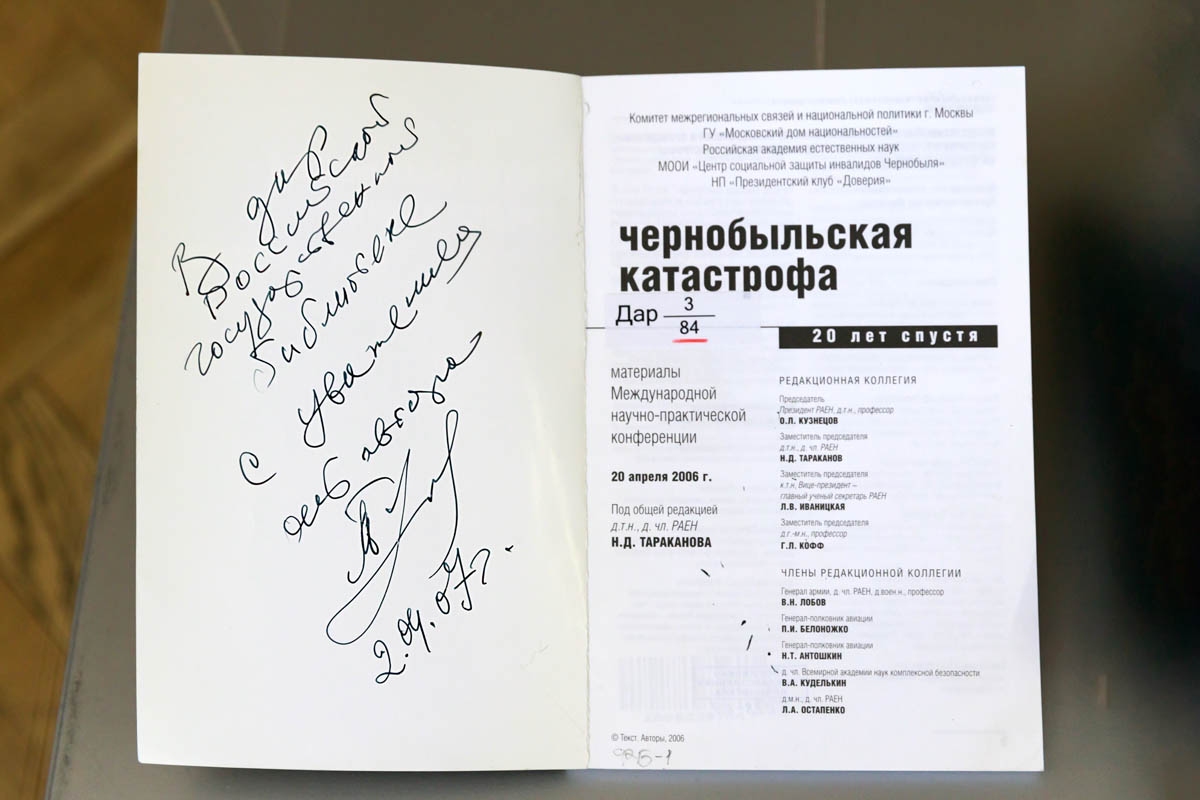 В дар
Российской
государственной
библиотеке
с уважением
от автора
2.04.07г.
Комитет межрегиональных связей и национальной политики г. Москвы
ГУ «Московский дом национальностей»
Российская академия естественных наук
МООИ «Центр социальной защиты инвалидов Чернобыля»
НП «Президентский клуб «Доверия»
чернобыльская
катастрофа
Дар 3
84
20 лет спустя
материалы
Международной
научно-практической
конференции
20 апреля 2006 г.
Под общей редакцией
д.т.н., д. чл. РАЕН
Н.Д. ТАРАКАНОВА
РЕДАКЦИОННАЯ КОЛЛЕГИЯ
Председатель
Президент РАЕН, д.т.н., профессор
О.Л. КУЗНЕЦОВ
Заместитель председателя
д.т.н., д. чл. РАЕН
Н.Д. ТАРАКАНОВ
Заместитель председателя
к.т.н, Вице-президент –
главный ученый секретарь РАЕН
Л.В. ИВАНИЦКАЯ
Заместитель председателя
д.г.-м.н., профессор
Г.Л. КОФФ
ЧЛЕНЫ РЕДАКЦИОННОЙ КОЛЛЕГИИ
Генерал армии, д. чл. РАЕН, д.воен.н., профессор
В.Н. ЛОБОВ
Генерал-полковник авиации
П.И. БЕЛОНОЖКО
Генерал-полковник авиации
Н.Т. АНТОШКИН
д. чл. Всемирной академии наук комплексной безопасности
В.А. КУДЕЛЬКИН
д.м.н., д. чл. РАЕН
Л.А. ОСТАПЕНКО
© Текст. Авторы, 2006